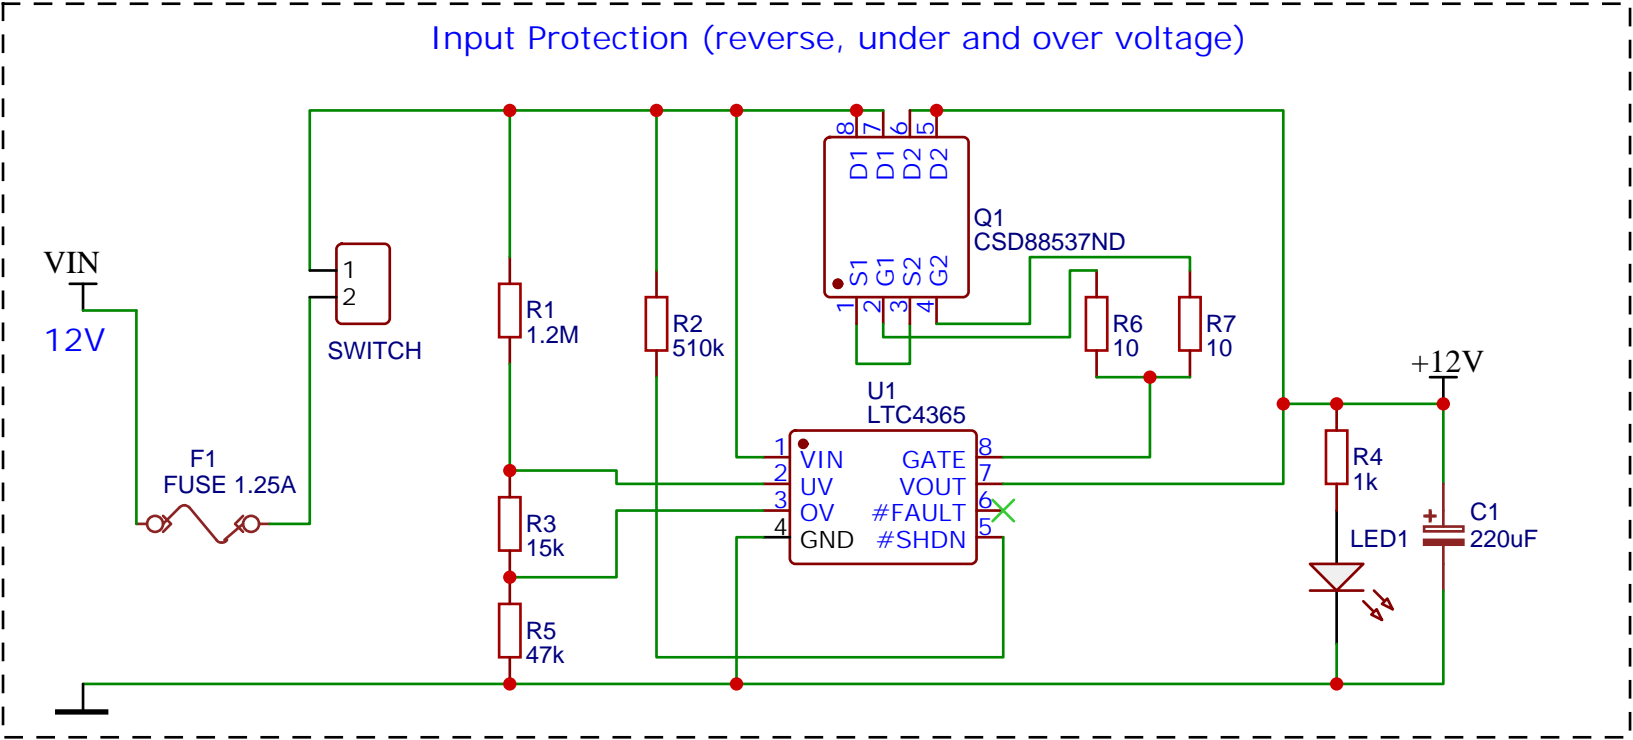 Input Protection (reverse, under and over voltage)
VIN
12V
F1
FUSE 1.25A
1
2
SWITCH
R1
1.2M
R2
510k
R3
15k
R5
47k
8
7
6
5
D1
D1
D2
D2
Q1
CSD88537ND
S1
G1
S2
G2
1
2
3
4
R6
10
R7
10
U1
LTC4365
1
2
3
4
VIN
UV
OV
GND
GATE
VOUT
#FAULT
#SHDN
8
7
6
5
+12V
R4
1k
LED1
+
C1
220uF